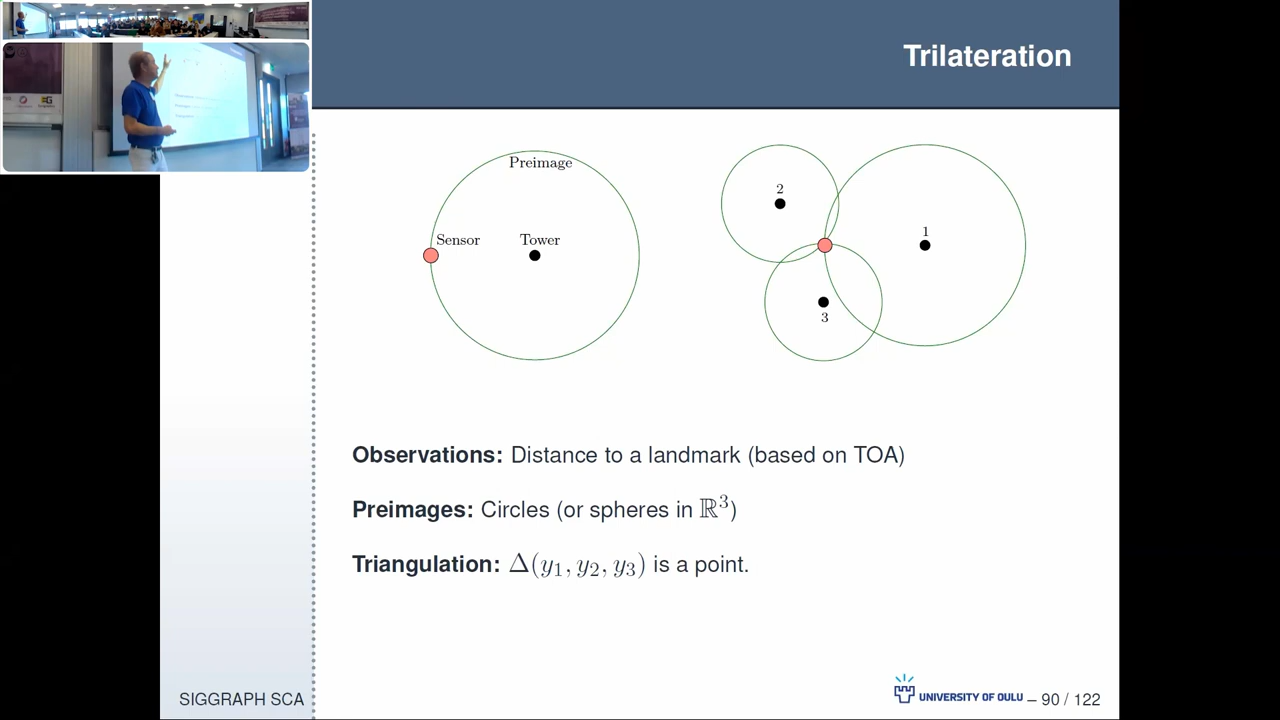 Trilateration
Preimage
Sensor
Tower
2
1
3
Observations: Distance to a landmark (based on TOA)
Preimages: Circles (or spheres in ℝ³)
Triangulation: Δ(y₁, y₂, y₃) is a point.
SIGGRAPH SCA
UNIVERSITY OF OULU – 90 / 122